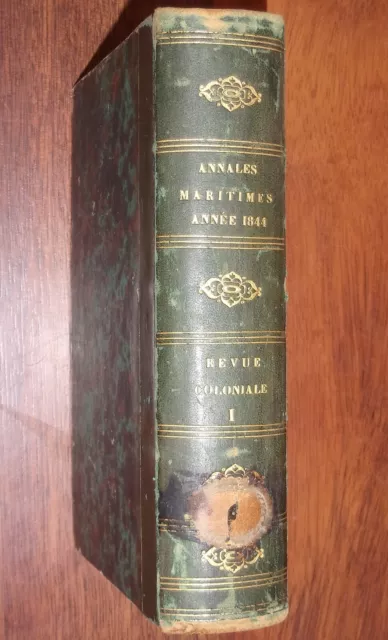 ANNALES
MARITIMES
ANNÉE 1844
REVUE
COLONIALE
I